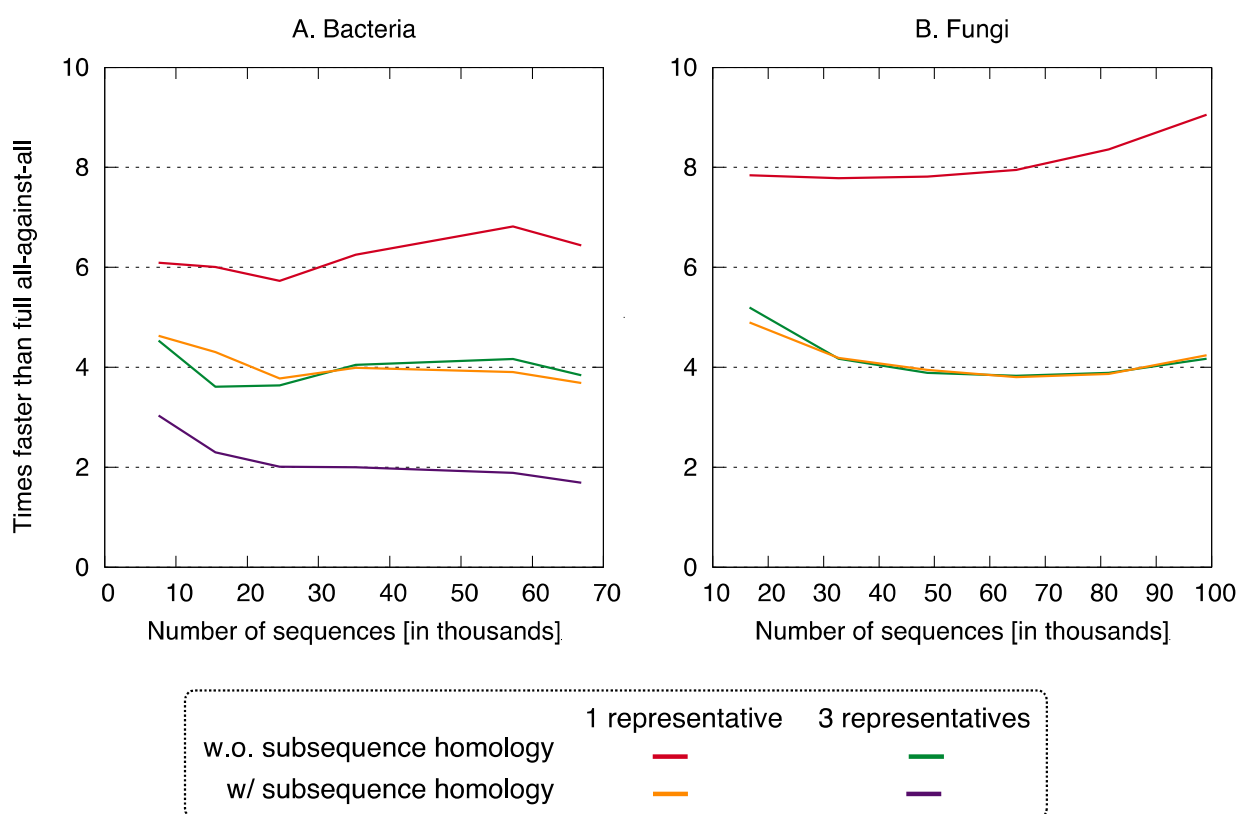 A. Bacteria
B. Fungi
Times faster than full all-against-all
10
8
6
4
2
0
0 10 20 30 40 50 60 70
Number of sequences [in thousands]
10
8
6
4
2
0
10 20 30 40 50 60 70 80 90 100
Number of sequences [in thousands]
1 representative 3 representatives
w.o. subsequence homology
w/ subsequence homology